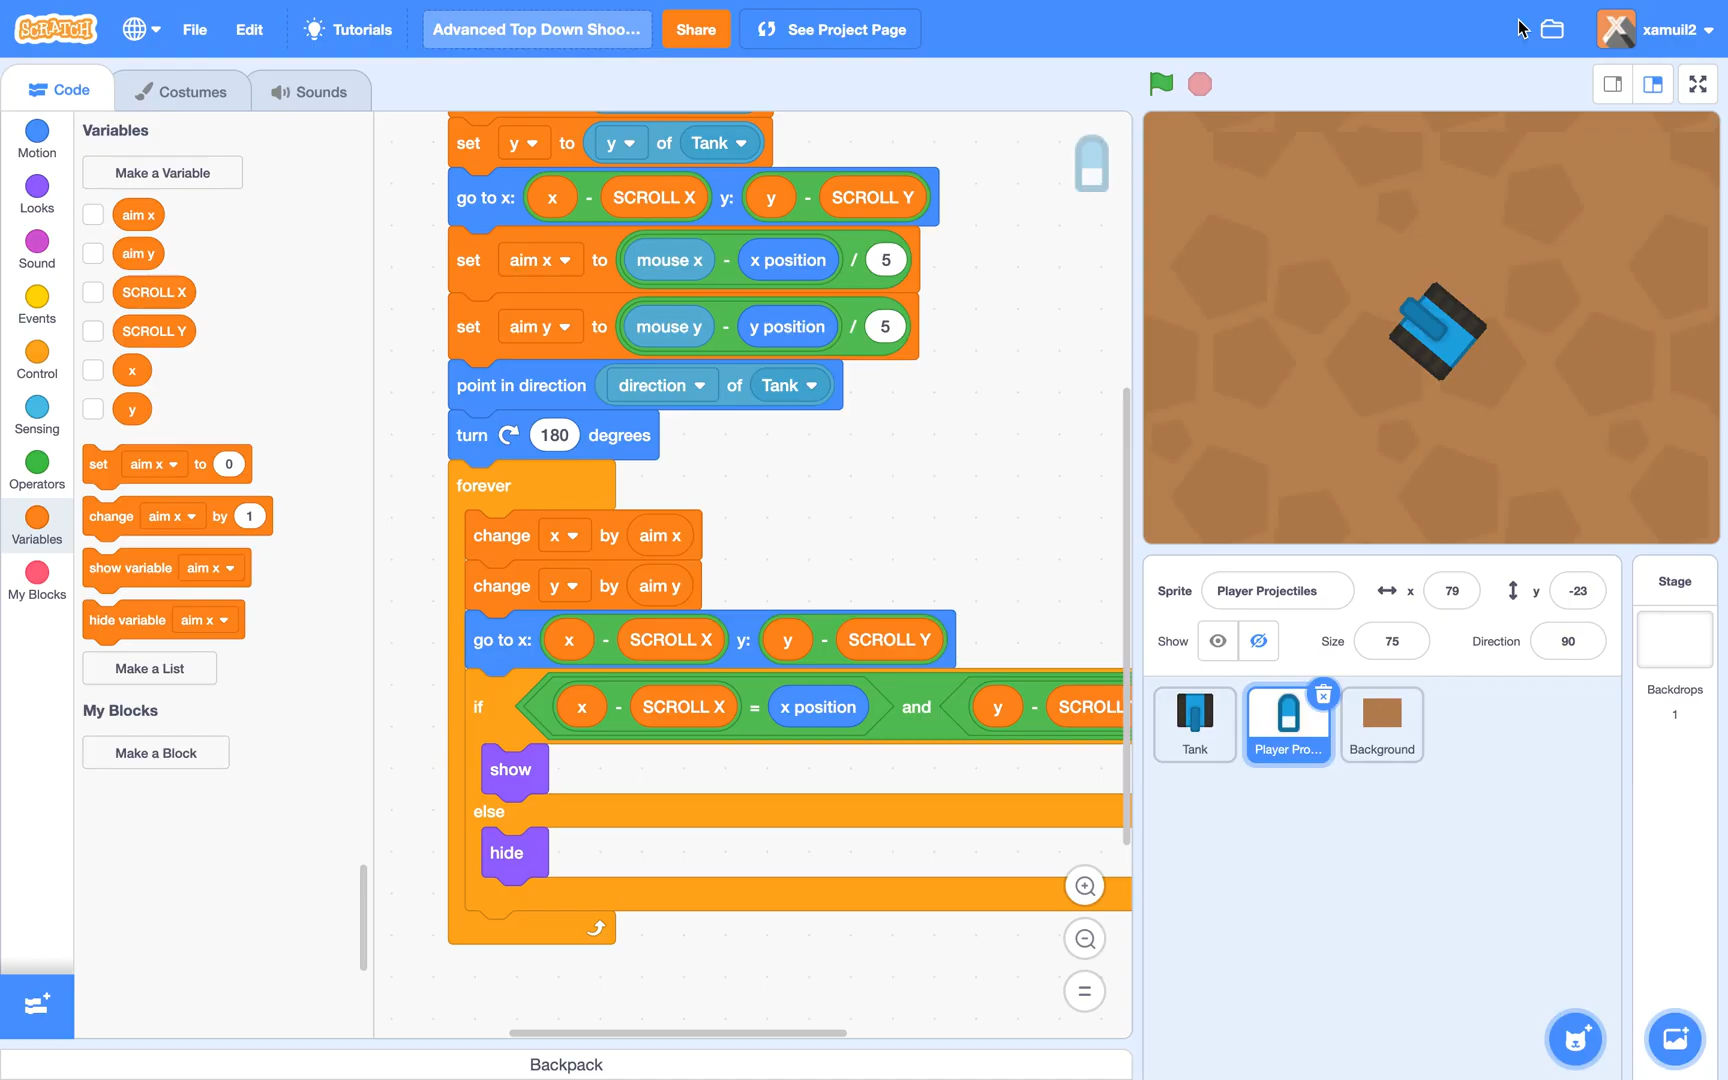 SCRATCH File Edit Tutorials Advanced Top Down Shoo... Share See Project Page xamuil2
Code Costumes Sounds
Motion
Looks
Sound
Events
Control
Sensing
Operators
Variables
My Blocks
Variables
Make a Variable
aim x
aim y
SCROLL X
SCROLL Y
x
y
set aim x to 0
change aim x by 1
show variable aim x
hide variable aim x
Make a List
My Blocks
Make a Block
set y to y of Tank
go to x: x - SCROLL X y: y - SCROLL Y
set aim x to mouse x - x position / 5
set aim y to mouse y - y position / 5
point in direction direction of Tank
turn 180 degrees
forever
change x by aim x
change y by aim y
go to x: x - SCROLL X y: y - SCROLL Y
if x - SCROLL X = x position and y - SCROLL
show
else
hide
Backpack
Sprite Player Projectiles x 79 y -23
Show Size 75 Direction 90
Tank
Player Pro...
Background
Stage
Backdrops
1